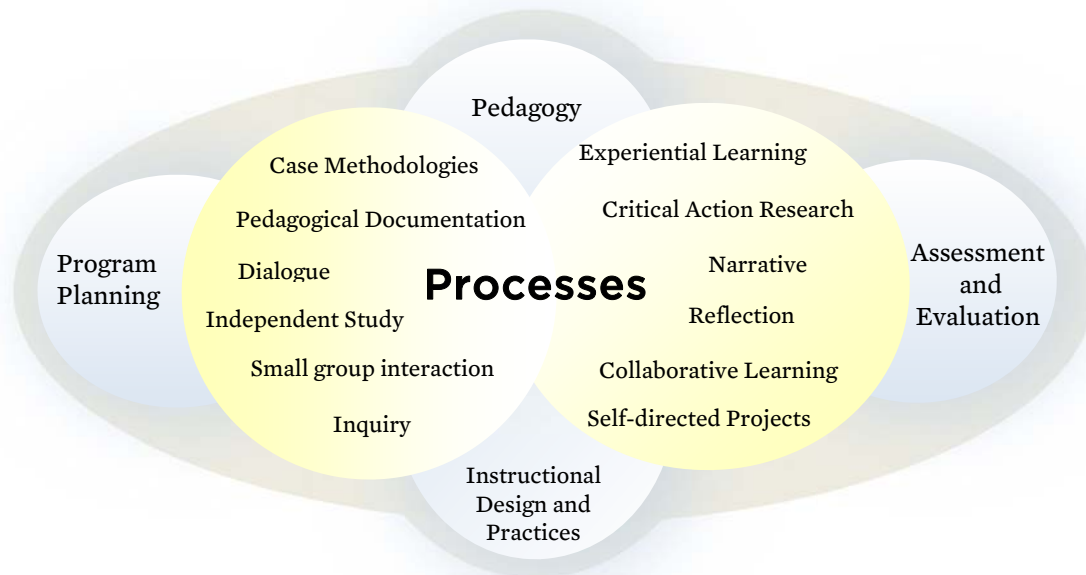 Pedagogy
Case Methodologies
Pedagogical Documentation
Dialogue
Independent Study
Small group interaction
Inquiry
Processes
Experiential Learning
Critical Action Research
Narrative
Reflection
Collaborative Learning
Self-directed Projects
Program
Planning
Assessment
and
Evaluation
Instructional
Design and
Practices